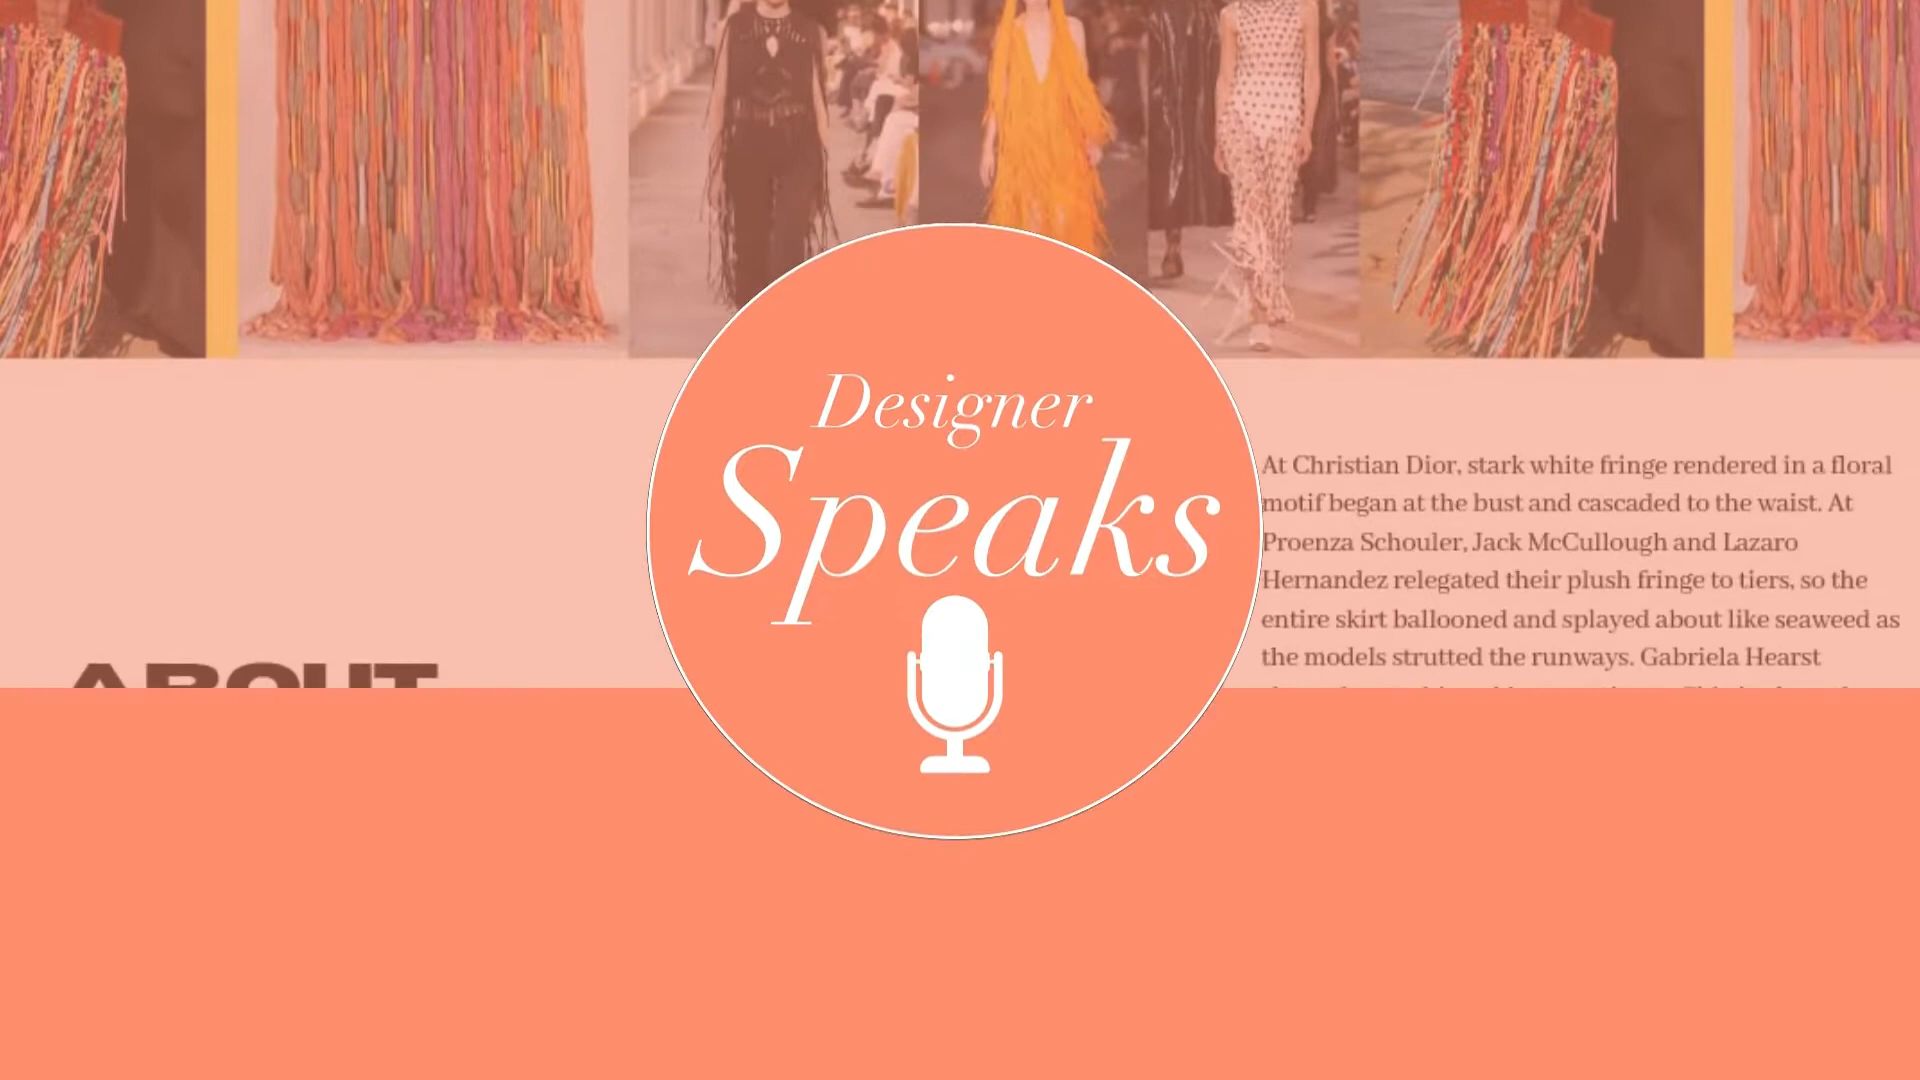 Designer
Speaks
At Christian Dior, stark white fringe rendered in a floral
motif began at the bust and cascaded to the waist. At
Proenza Schouler, Jack McCullough and Lazaro
Hernandez relegated their plush fringe to tiers, so the
entire skirt ballooned and splayed about like seaweed as
the models strutted the runways. Gabriela Hearst
ABOUT